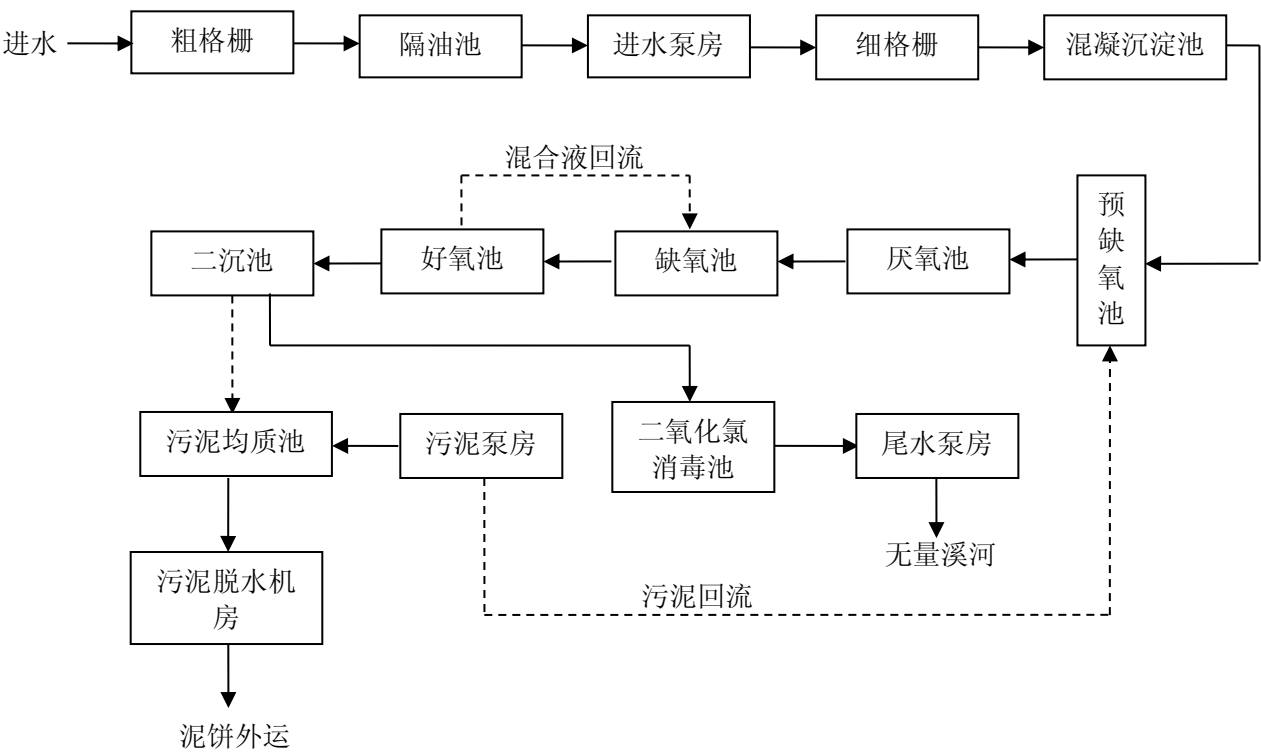 进水
粗格栅
隔油池
进水泵房
细格栅
混凝沉淀池
混合液回流
预
缺
氧
池
二沉池
好氧池
缺氧池
厌氧池
污泥均质池
污泥泵房
二氧化氯
消毒池
尾水泵房
无量溪河
污泥脱水机
房
污泥回流
泥饼外运